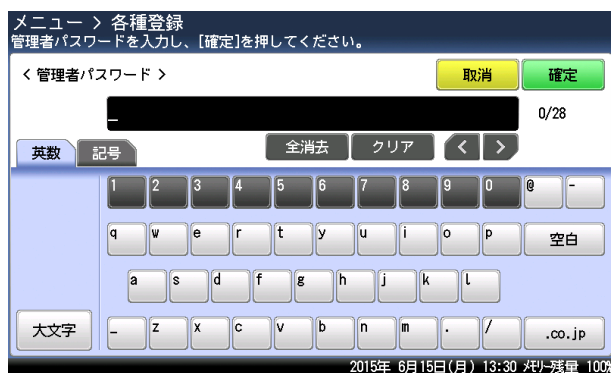 メニュー > 各種登録
管理者パスワードを入力し、[確定]を押してください。
< 管理者パスワード > 取消 確定
_ 0/28
英数 記号 全消去 クリア < >
1 2 3 4 5 6 7 8 9 0 @ -
q w e r t y u i o p 空白
a s d f g h j k l
大文字 _ z x c v b n m . / .co.jp
2015年 6月15日(月) 13:30 メモリー残量 100%